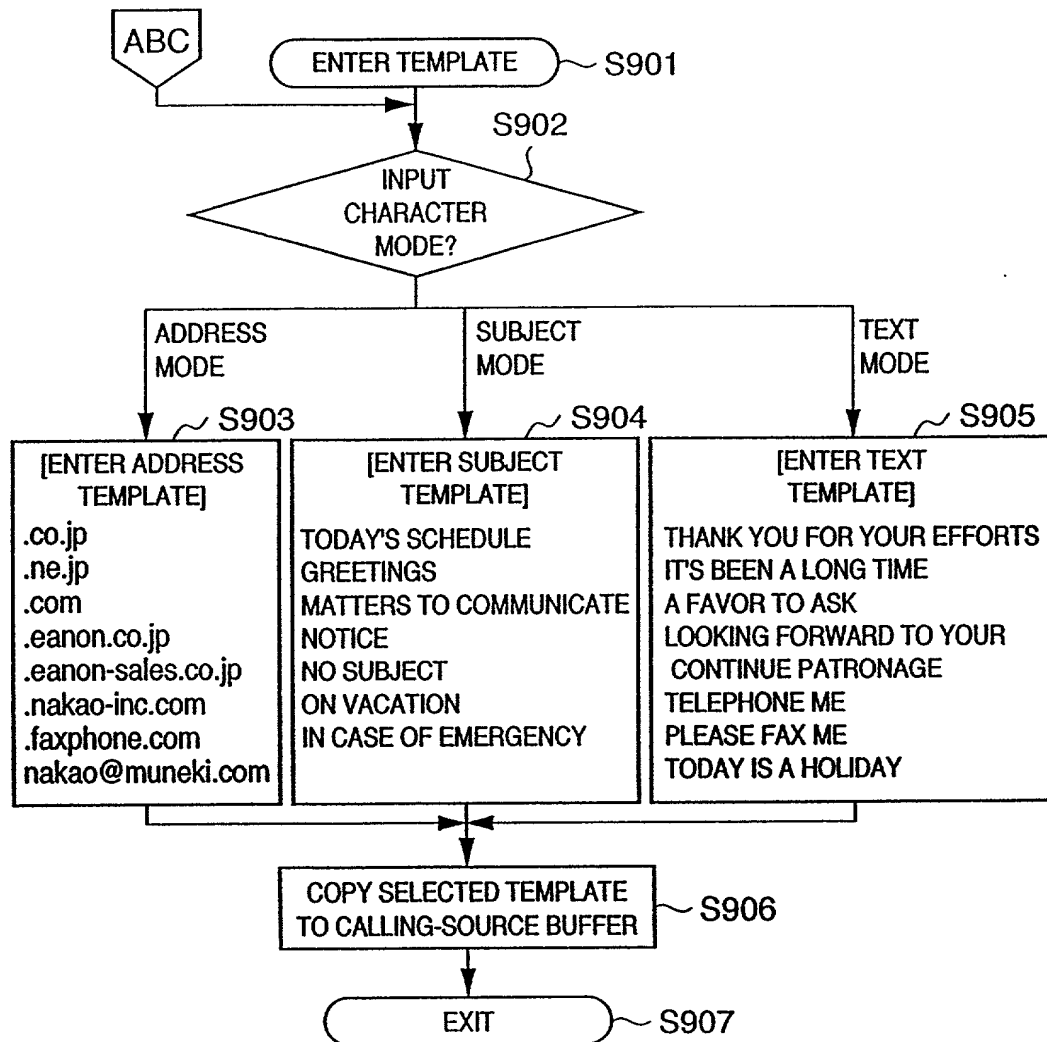 ABC
ENTER TEMPLATE
S901
S902
INPUT
CHARACTER
MODE?
ADDRESS
MODE
SUBJECT
MODE
TEXT
MODE
S903
[ENTER ADDRESS
TEMPLATE]
.co.jp
.ne.jp
.com
.eanon.co.jp
.eanon-sales.co.jp
.nakao-inc.com
.faxphone.com
nakao@muneki.com
S904
[ENTER SUBJECT
TEMPLATE]
TODAY'S SCHEDULE
GREETINGS
MATTERS TO COMMUNICATE
NOTICE
NO SUBJECT
ON VACATION
IN CASE OF EMERGENCY
S905
[ENTER TEXT
TEMPLATE]
THANK YOU FOR YOUR EFFORTS
IT'S BEEN A LONG TIME
A FAVOR TO ASK
LOOKING FORWARD TO YOUR
CONTINUE PATRONAGE
TELEPHONE ME
PLEASE FAX ME
TODAY IS A HOLIDAY
COPY SELECTED TEMPLATE
TO CALLING-SOURCE BUFFER
S906
EXIT
S907